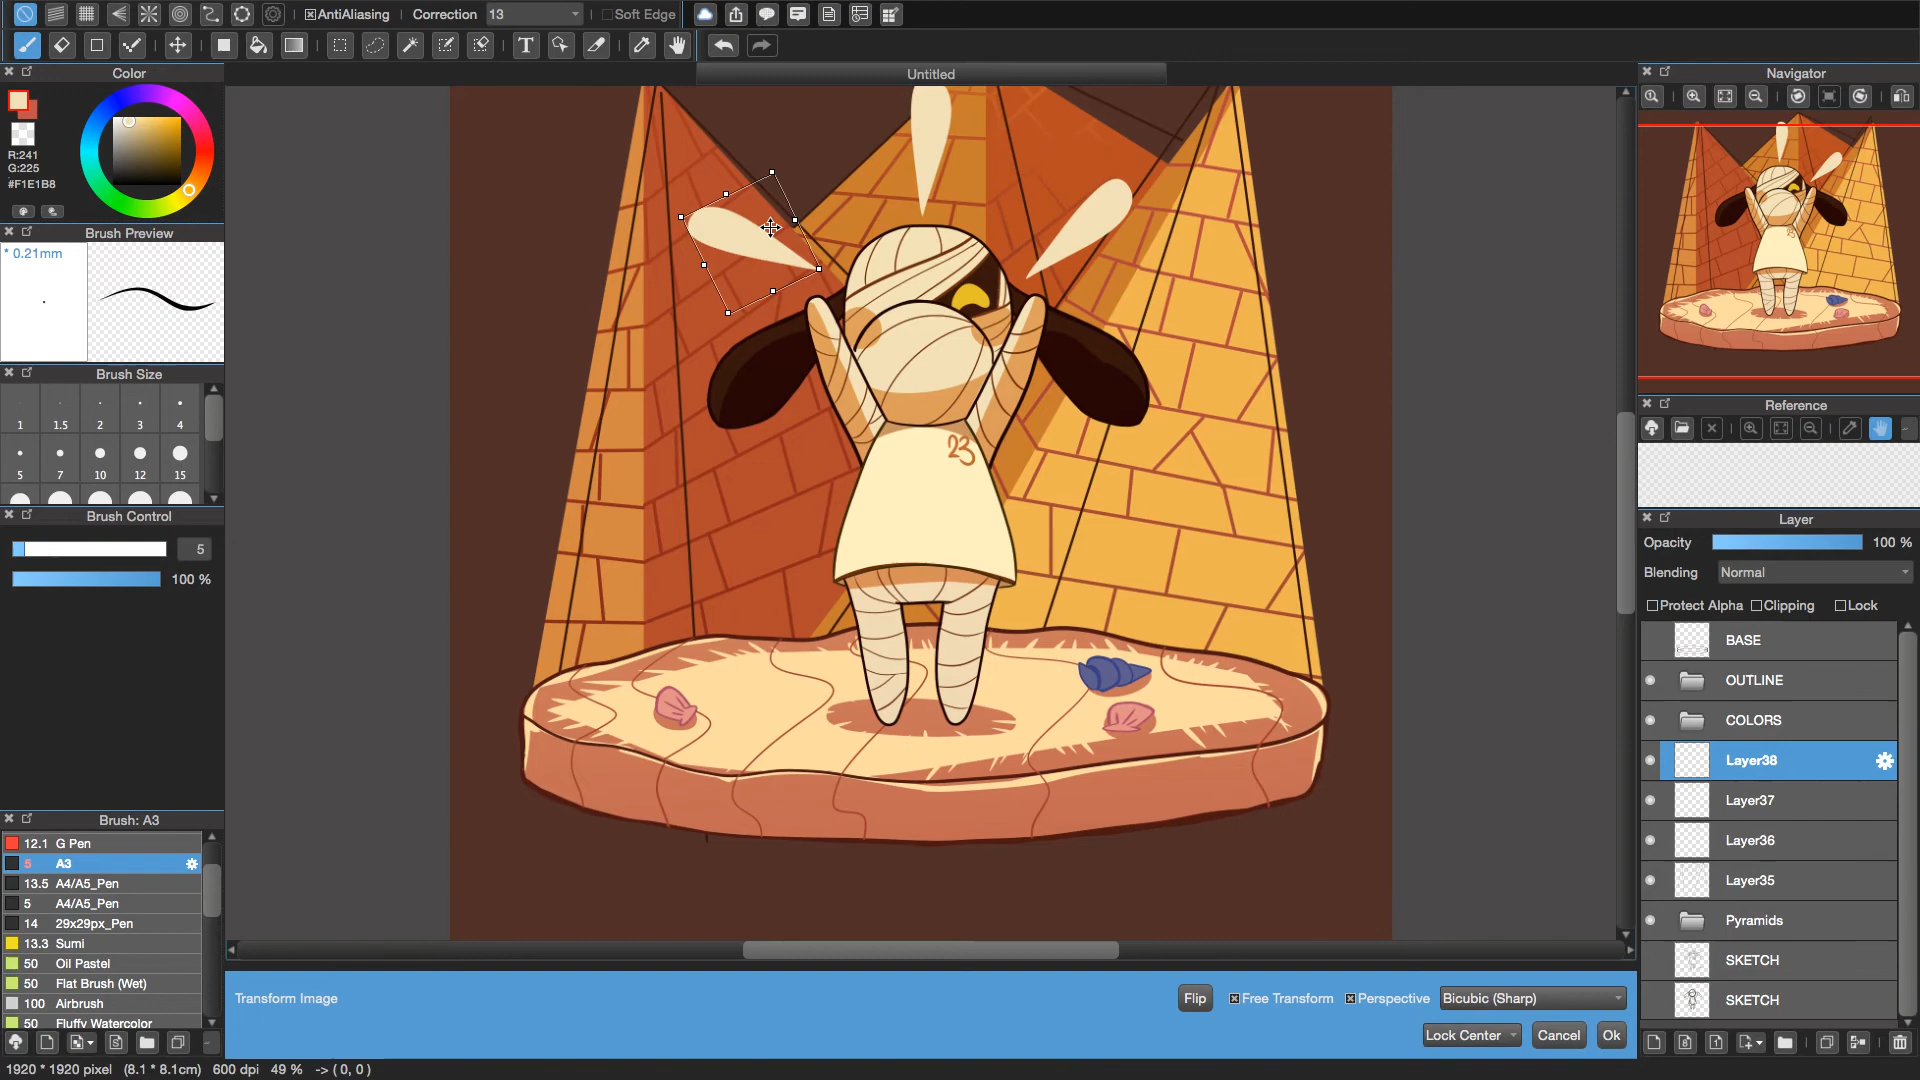 AntiAliasing Correction 13 Soft Edge
Untitled
Color
R:241
G:225
#F1E1B8
Brush Preview
* 0.21mm
Brush Size
1 1.5 2 3 4
5 7 10 12 15
Brush Control
5
100 %
Brush: A3
12.1 G Pen
5 A3
13.5 A4/A5_Pen
5 A4/A5_Pen
14 29x29px_Pen
13.3 Sumi
50 Oil Pastel
50 Flat Brush (Wet)
100 Airbrush
50 Fluffy Watercolor
23
Transform Image
Flip Free Transform Perspective Bicubic (Sharp)
Lock Center Cancel Ok
1920 * 1920 pixel (8.1 * 8.1cm) 600 dpi 49 % -> ( 0, 0 )
Navigator
Reference
Layer
Opacity 100 %
Blending Normal
Protect Alpha Clipping Lock
BASE
OUTLINE
COLORS
Layer38
Layer37
Layer36
Layer35
Pyramids
SKETCH
SKETCH